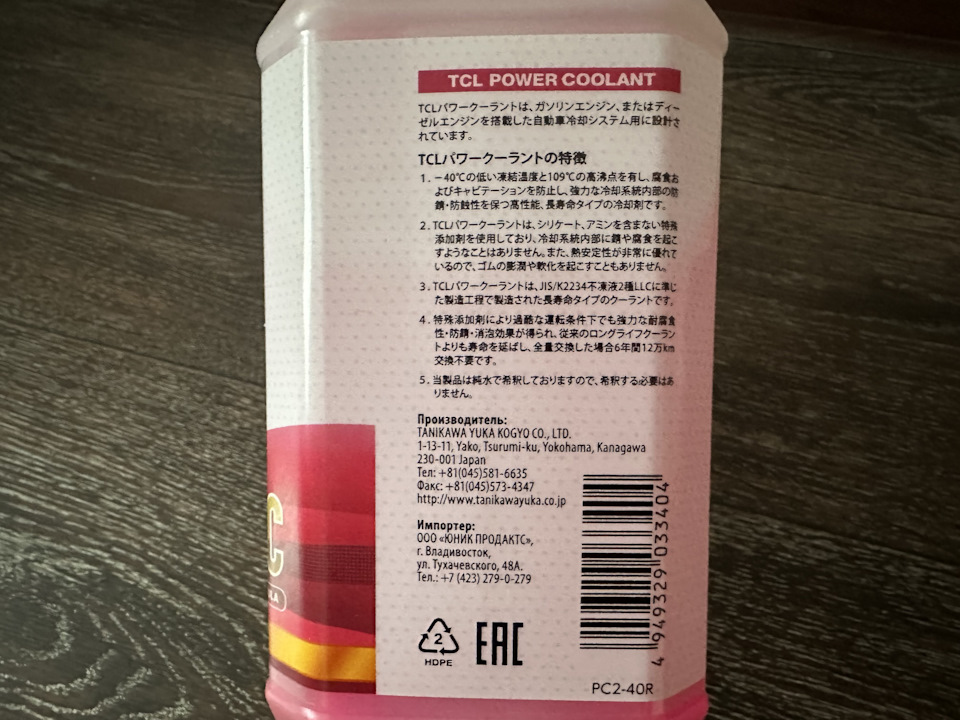 TCL POWER COOLANT
TCLパワークーラントは、ガソリンエンジン、またはディー
ゼルエンジンを搭載した自動車冷却システム用に設計さ
れています。
TCLパワークーラントの特徴
1. －40℃の低い凍結温度と109℃の高沸点を有し、腐食お
よびキャビテーションを防止し、強力な冷却系統内部の防
錆・防蝕性を保つ高性能、長寿命タイプの冷却剤です。
2. TCLパワークーラントは、シリケート、アミンを含まない特殊
添加剤を使用しており、冷却系統内部に錆や腐食を起こ
すようなことはありません。また、熱安定性が非常に優れて
いるので、ゴムの膨潤や軟化を起こすこともありません。
3. TCLパワークーラントは、JIS/K2234不凍液2種LLCに準じ
た製造工程で製造された長寿命タイプのクーラントです。
4. 特殊添加剤により過酷な運転条件下でも強力な耐腐食
性・防錆・消泡効果が得られ、従来のロングライフクーラン
トよりも寿命を延ばし、全量交換した場合6年間12万km
交換不要です。
5. 当製品は純水で希釈しておりますので、希釈する必要はあ
りません。
Производитель:
TANIKAWA YUKA KOGYO CO., LTD.
1-13-11, Yako, Tsurumi-ku, Yokohama, Kanagawa
230-001 Japan
Тел: +81(045)581-6635
Факс: +81(045)573-4347
http://www.tanikawayuka.co.jp
Импортер:
ООО «ЮНИК ПРОДАКТС»,
г. Владивосток,
ул. Тухачевского, 48А.
Тел.: +7 (423) 279-0-279
4 949329 033404
2
HDPE
EAC
PC2-40R